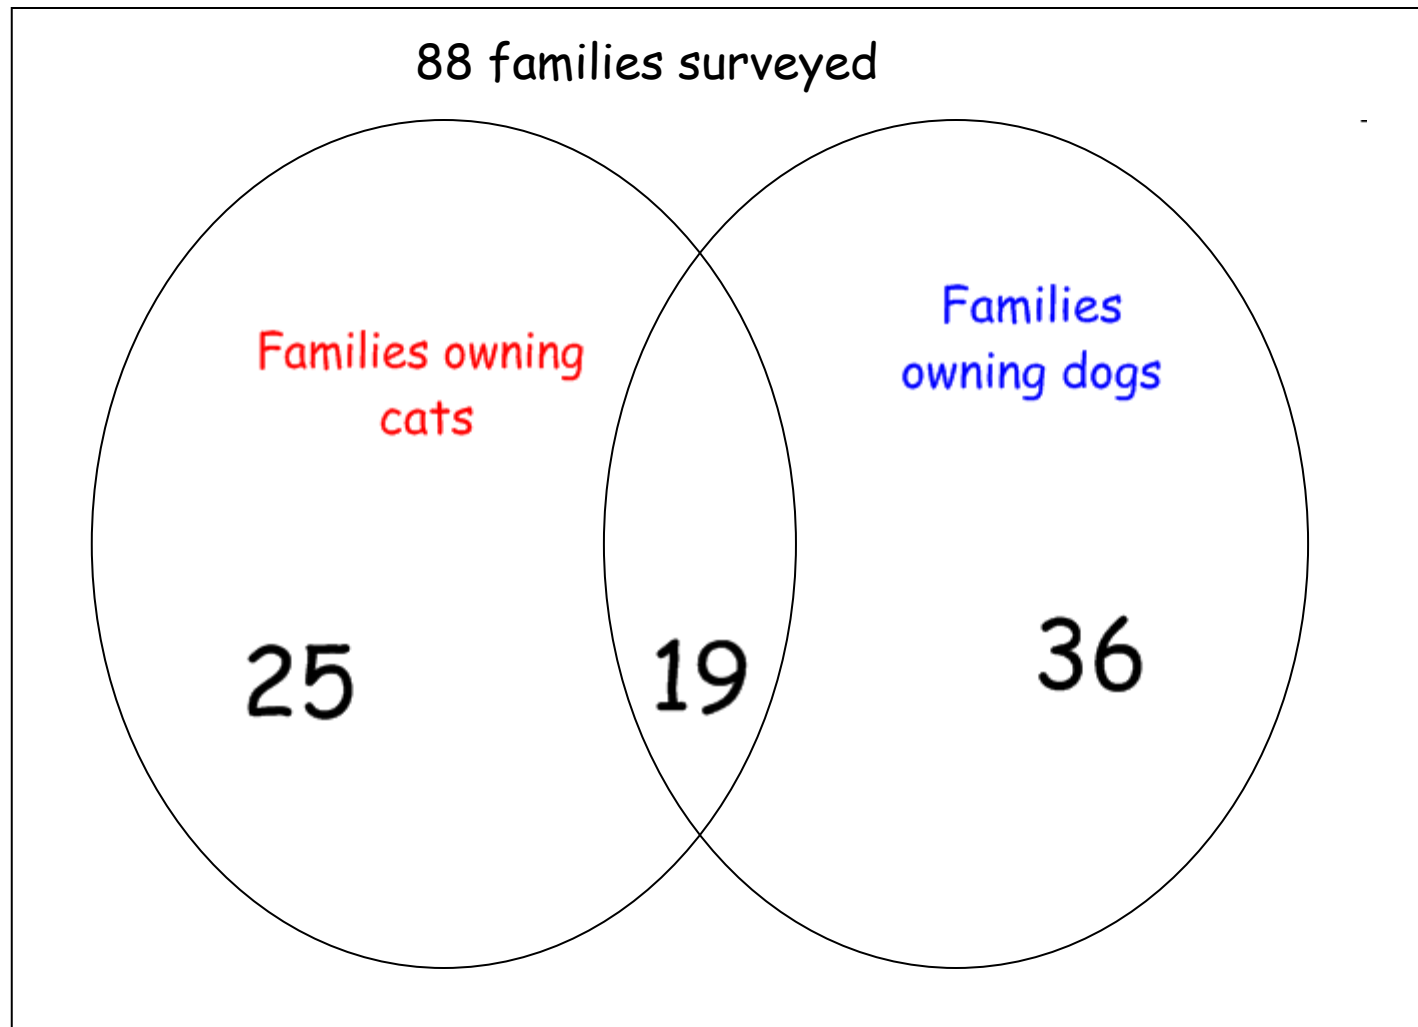 88 families surveyed
Families owning
cats
Families
owning dogs
25
19
36